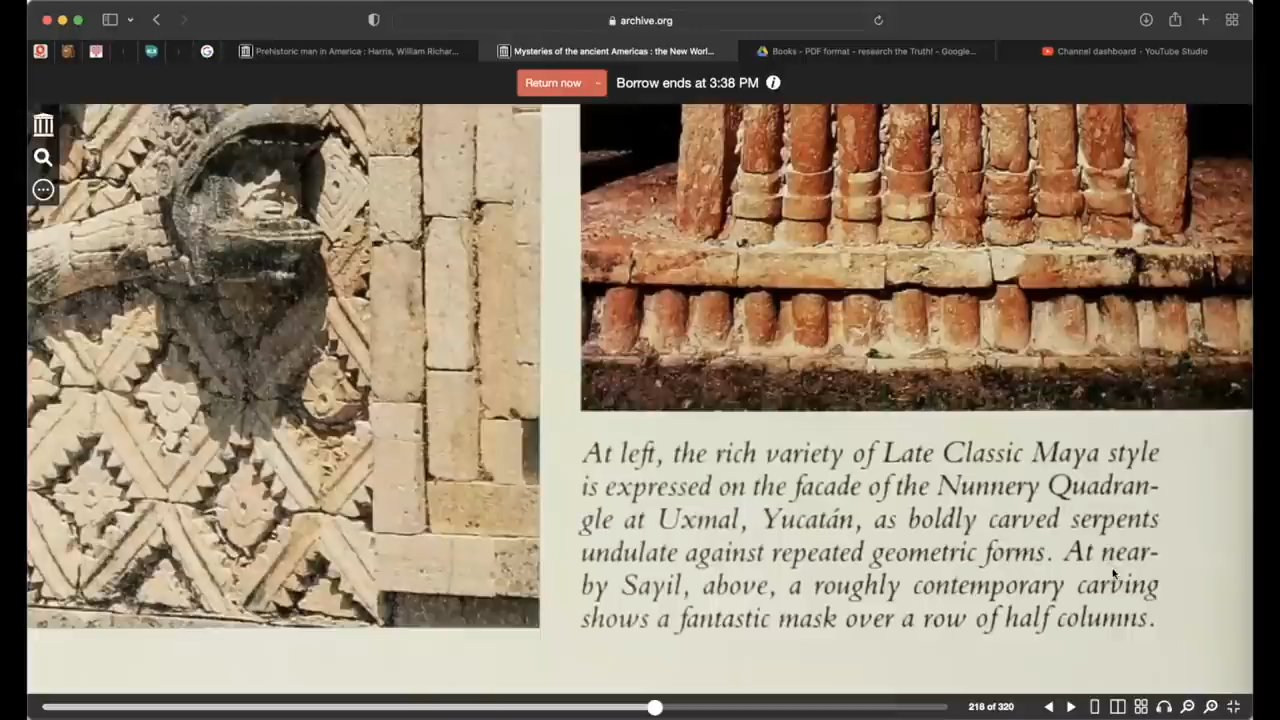 archive.org
Prehistoric man in America : Harris, William Richar...
Mysteries of the ancient Americas : the New Worl...
Books - PDF format - research the Truth! - Google...
Channel dashboard - YouTube Studio
Return now
Borrow ends at 3:38 PM
At left, the rich variety of Late Classic Maya style
is expressed on the facade of the Nunnery Quadran-
gle at Uxmal, Yucatán, as boldly carved serpents
undulate against repeated geometric forms. At near-
by Sayil, above, a roughly contemporary carving
shows a fantastic mask over a row of half columns.
218 of 320